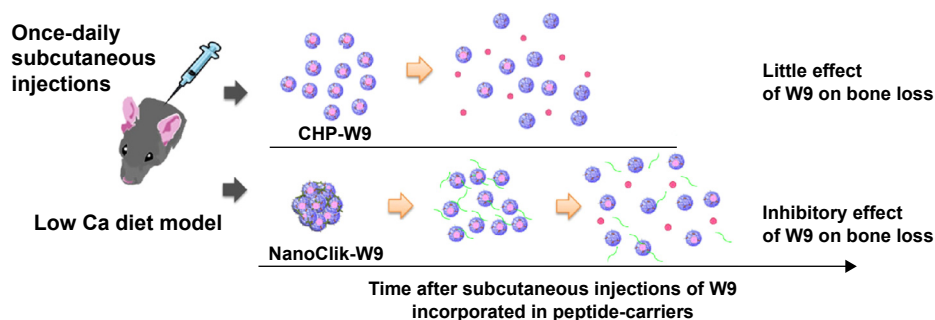 Once-daily
subcutaneous
injections
CHP-W9
Little effect
of W9 on bone loss
Low Ca diet model
NanoClik-W9
Inhibitory effect
of W9 on bone loss
Time after subcutaneous injections of W9
incorporated in peptide-carriers